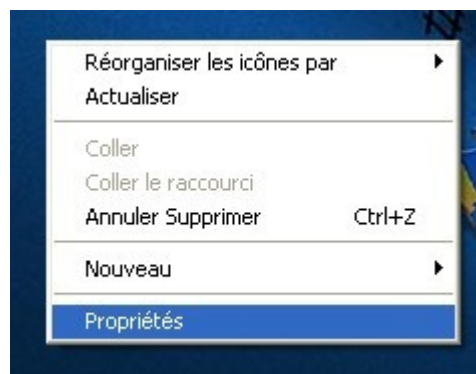 Réorganiser les icônes par
Actualiser
Coller
Coller le raccourci
Annuler Supprimer Ctrl+Z
Nouveau
Propriétés